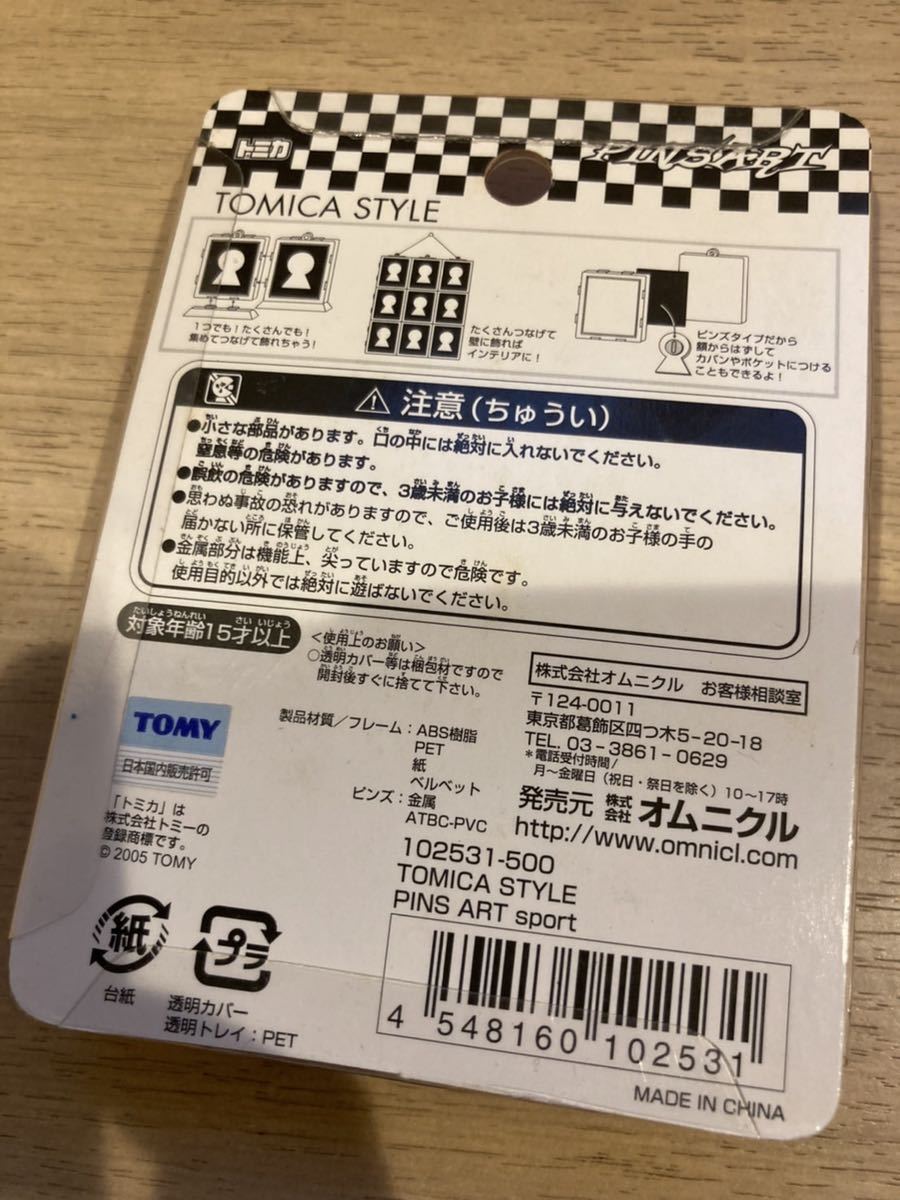 トミカ
PINS ART
TOMICA STYLE
1つでも！たくさんでも！
集めてつなげて飾れちゃう！
たくさんつなげて
壁に飾れば
インテリアに！
ピンズタイプだから
額からはずして
カバンやポケットにつける
こともできるよ！
⚠ 注意（ちゅうい）
●小さな部品があります。口の中には絶対に入れないでください。
窒息等の危険があります。
●誤飲の危険がありますので、3歳未満のお子様には絶対に与えないでください。
●思わぬ事故の恐れがありますので、ご使用後は3歳未満のお子様の手の
届かない所に保管してください。
●金属部分は機能上、尖っていますので危険です。
使用目的以外では絶対に遊ばないでください。
対象年齢15才以上
＜使用上のお願い＞
○透明カバー等は梱包材ですので
開封後すぐに捨てて下さい。
株式会社オムニクル お客様相談室
〒124-0011
東京都葛飾区四つ木5-20-18
TEL. 03-3861-0629
＊電話受付時間/
月～金曜日（祝日・祭日を除く）10～17時
発売元 株式会社 オムニクル
http://www.omnicl.com
TOMY
日本国内販売許可
「トミカ」は
株式会社トミーの
登録商標です。
© 2005 TOMY
製品材質／フレーム：ABS樹脂
PET
紙
ベルベット
ピンズ：金属
ATBC-PVC
102531-500
TOMICA STYLE
PINS ART sport
紙
台紙
プラ
透明カバー
透明トレイ：PET
4 548160 102531
MADE IN CHINA